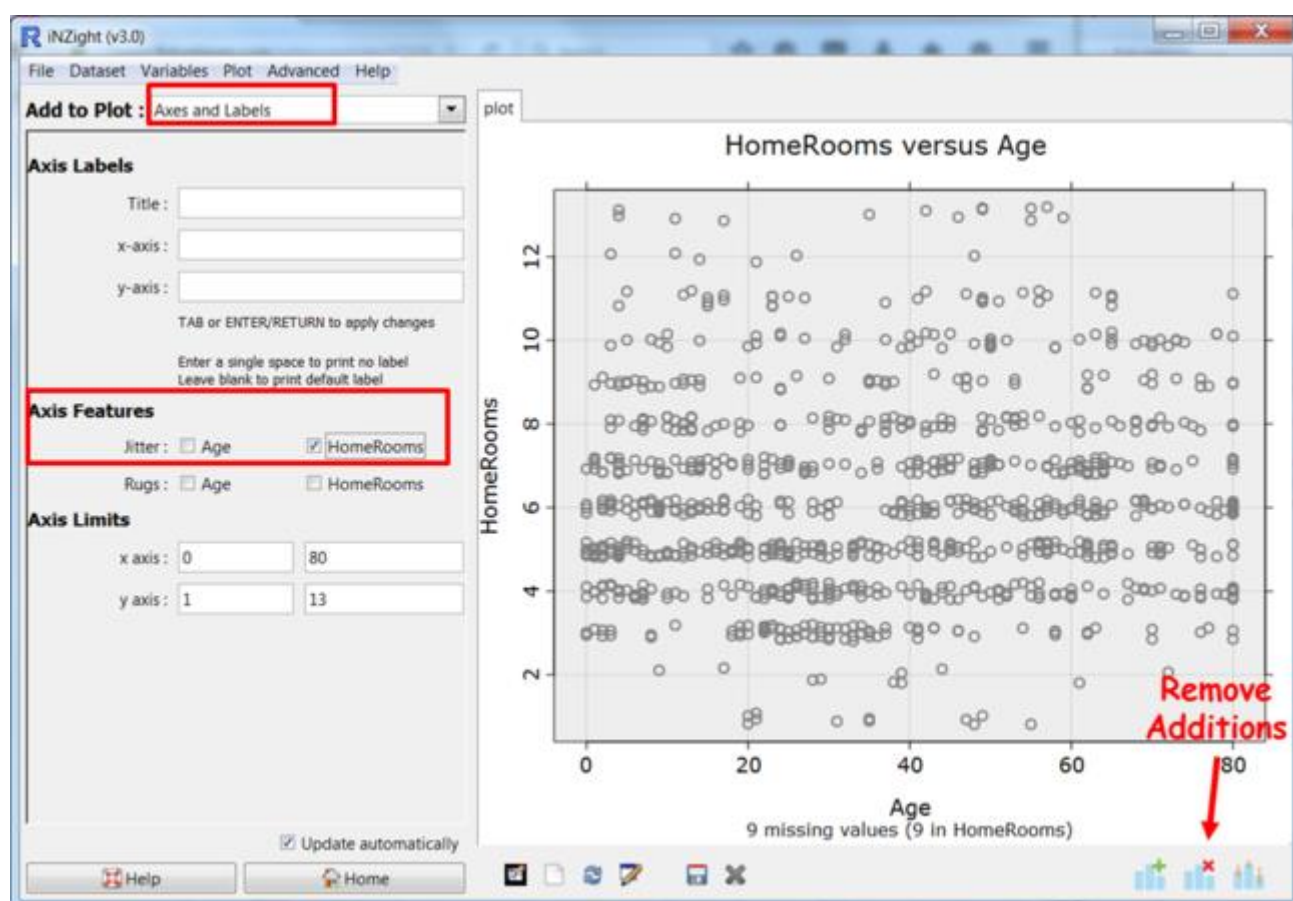 iNZight (v3.0)
File Dataset Variables Plot Advanced Help
Add to Plot : Axes and Labels
Axis Labels
Title :
x-axis :
y-axis :
TAB or ENTER/RETURN to apply changes
Enter a single space to print no label
Leave blank to print default label
Axis Features
Jitter : Age HomeRooms
Rugs : Age HomeRooms
Axis Limits
x axis : 0 80
y axis : 1 13
Update automatically
Help Home
plot
HomeRooms versus Age
HomeRooms
12
10
8
6
4
2
0 20 40 60 80
Age
9 missing values (9 in HomeRooms)
Remove
Additions